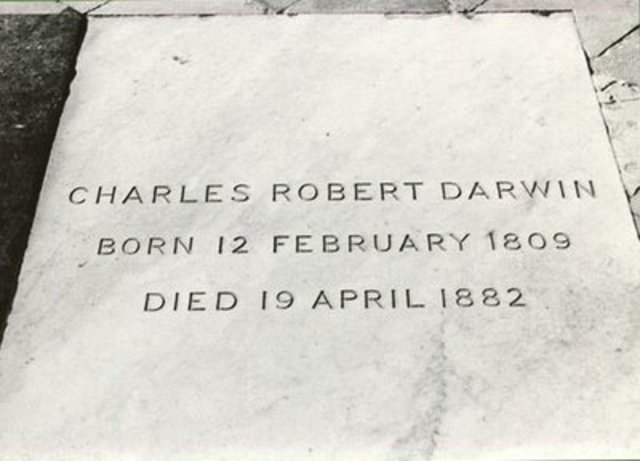 CHARLES ROBERT DARWIN
BORN 12 FEBRUARY 1809
DIED 19 APRIL 1882